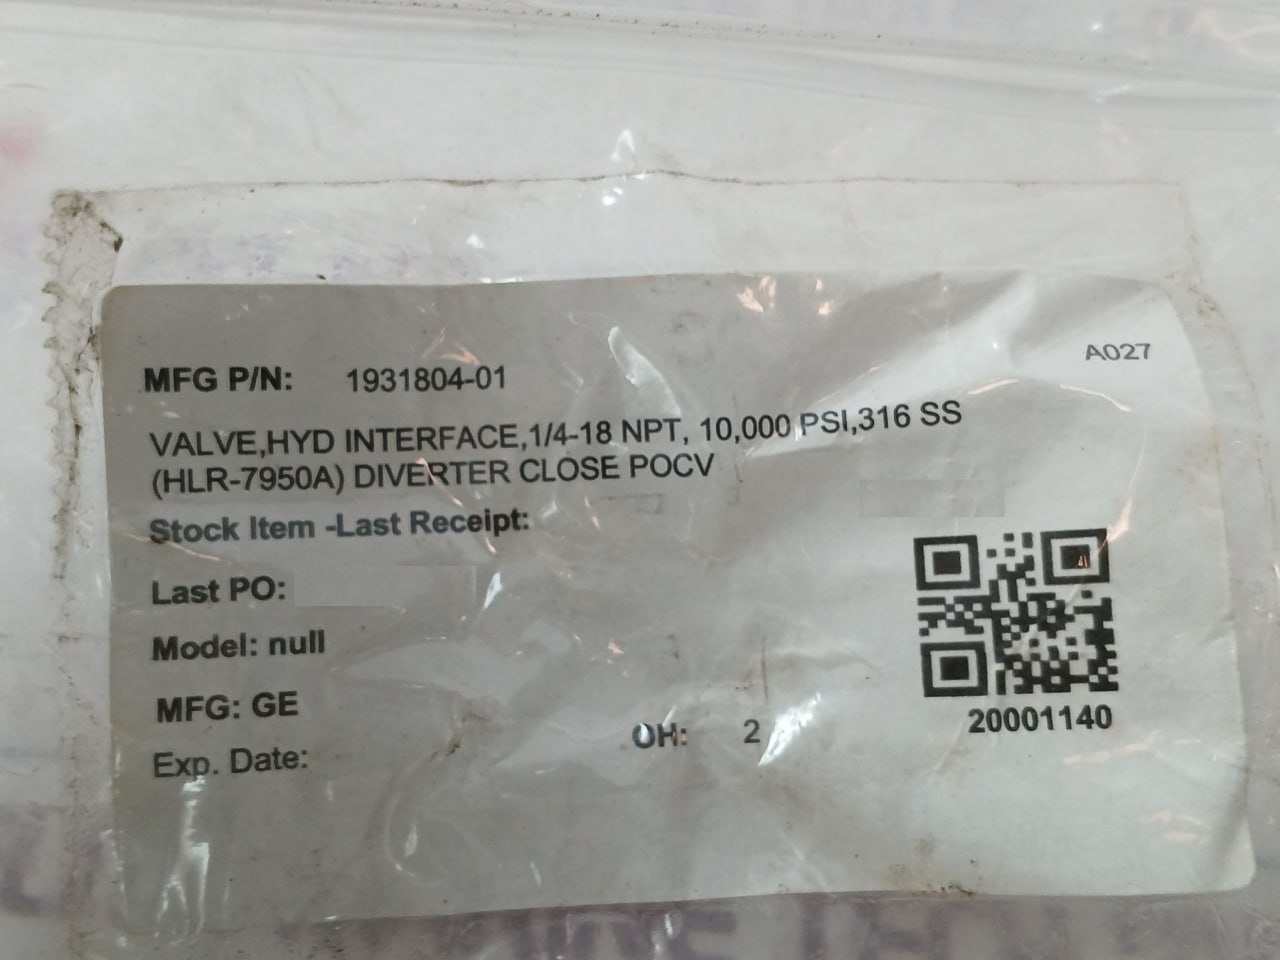 A027
MFG P/N: 1931804-01
VALVE,HYD INTERFACE,1/4-18 NPT, 10,000 PSI,316 SS
(HLR-7950A) DIVERTER CLOSE POCV
Stock Item -Last Receipt:
Last PO:
Model: null
MFG: GE
20001140
OH: 2
Exp. Date: